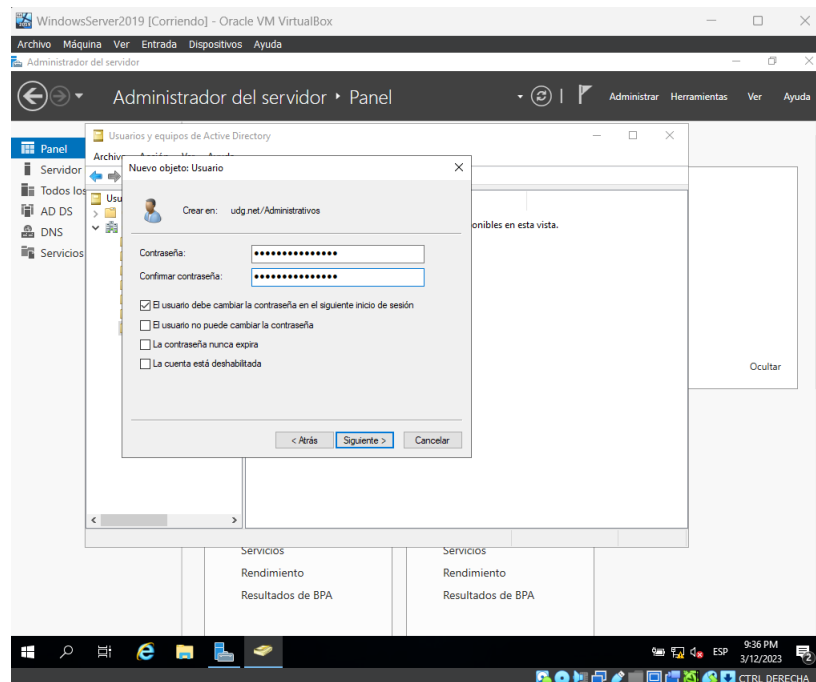 WindowsServer2019 [Corriendo] - Oracle VM VirtualBox
Archivo Máquina Ver Entrada Dispositivos Ayuda
Administrador del servidor
Administrador del servidor • Panel
Administrar Herramientas Ver Ayuda
Panel
Servidor
Todos los
AD DS
DNS
Servicios
Usuarios y equipos de Active Directory
Archiv
Usu
onibles en esta vista.
Nuevo objeto: Usuario
Crear en: udg.net/Administrativos
Contraseña: •••••••••••••••
Confirmar contraseña: •••••••••••••••
El usuario debe cambiar la contraseña en el siguiente inicio de sesión
El usuario no puede cambiar la contraseña
La contraseña nunca expira
La cuenta está deshabilitada
< Atrás Siguiente > Cancelar
Ocultar
Servicios Servicios
Rendimiento Rendimiento
Resultados de BPA Resultados de BPA
ESP
9:36 PM
3/12/2023
2
CTRL DERECHA